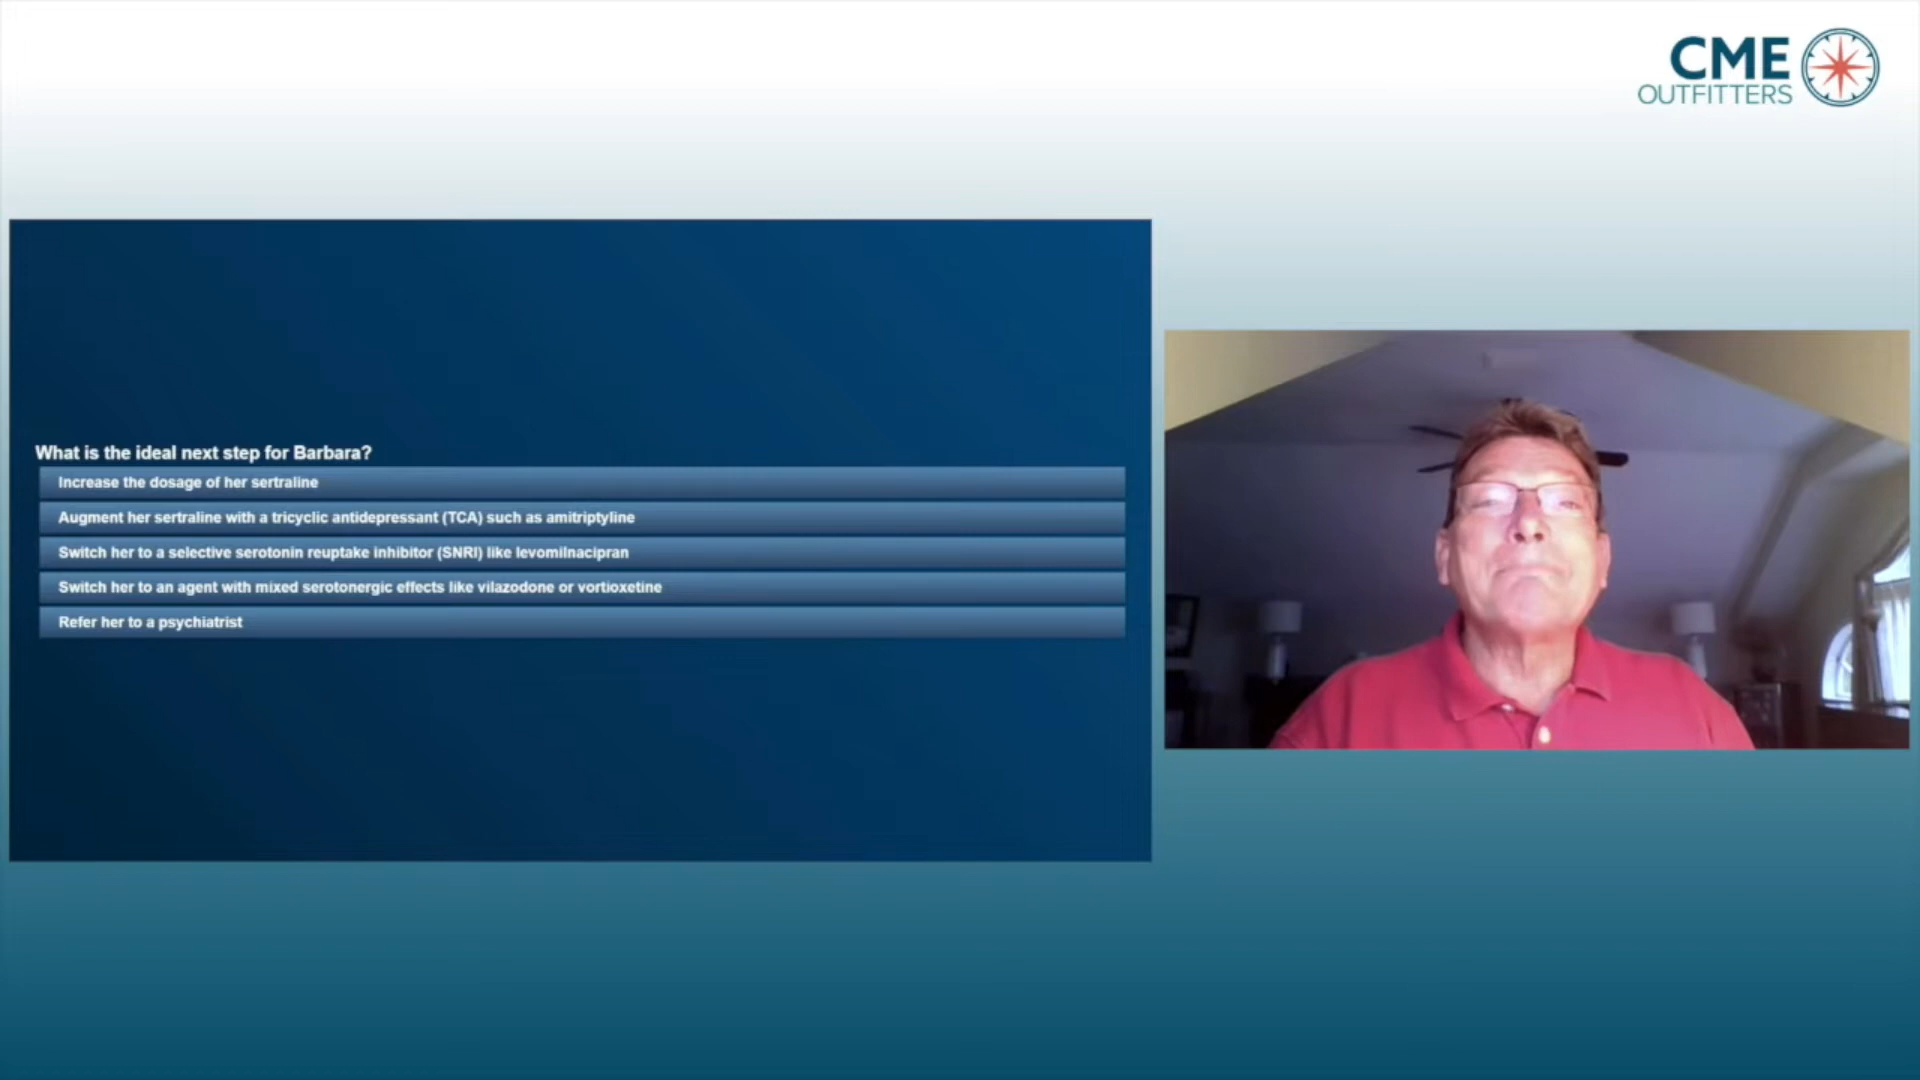 CME
OUTFITTERS
What is the ideal next step for Barbara?
Increase the dosage of her sertraline
Augment her sertraline with a tricyclic antidepressant (TCA) such as amitriptyline
Switch her to a selective serotonin reuptake inhibitor (SNRI) like levomilnacipran
Switch her to an agent with mixed serotonergic effects like vilazodone or vortioxetine
Refer her to a psychiatrist